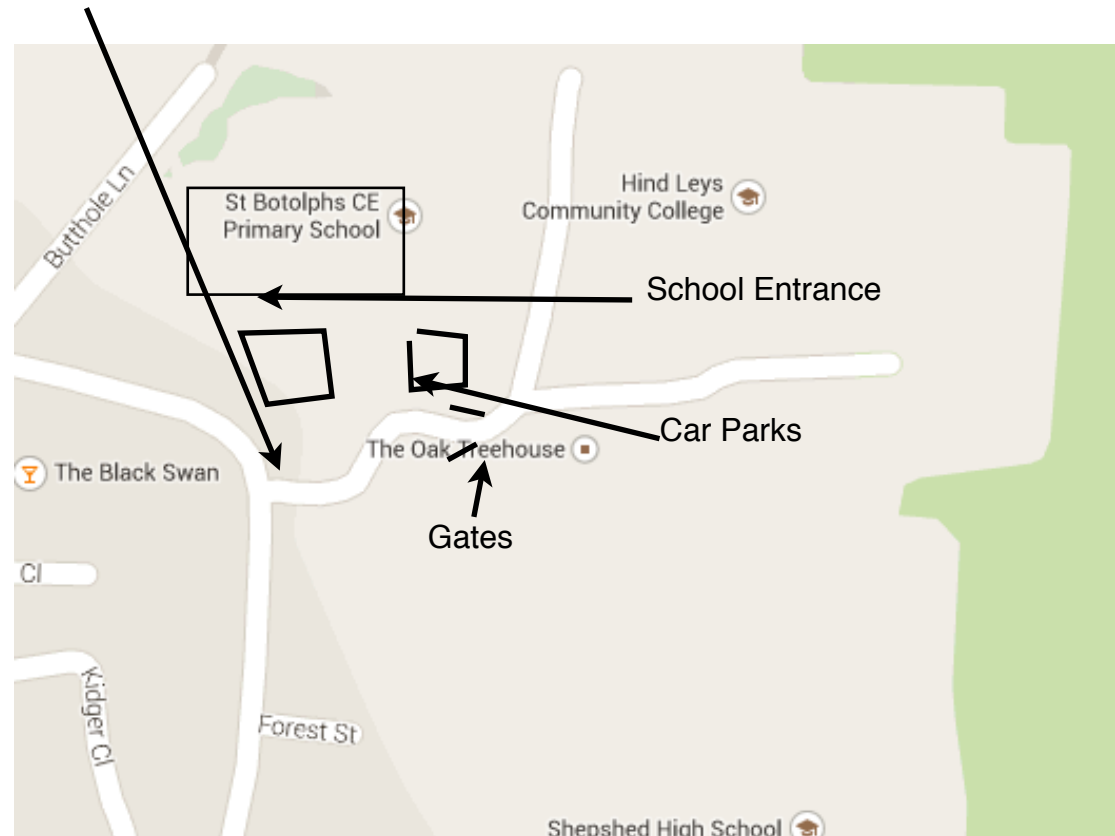 Butthole Ln
St Botolphs CE
Primary School
Hind Leys
Community College
School Entrance
Car Parks
The Oak Treehouse
The Black Swan
Gates
Cl
Kidger Cl
Forest St
Shepshed High School